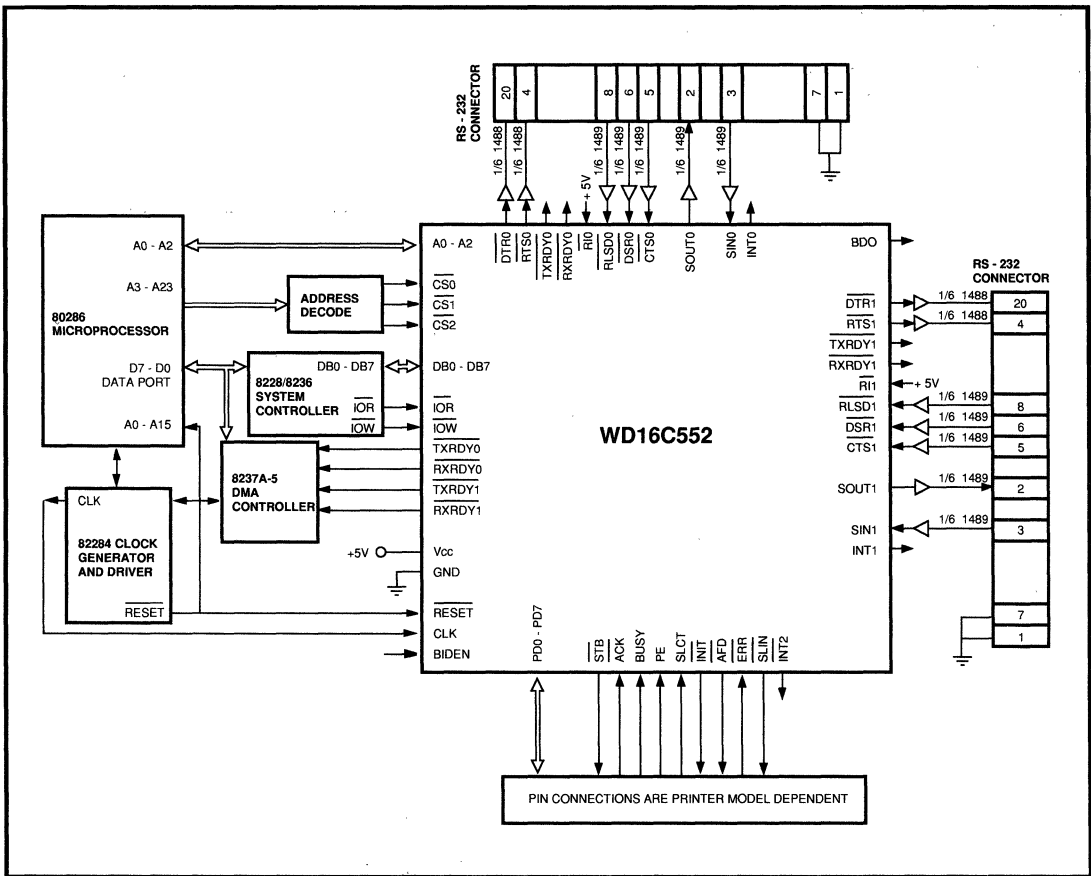 RS - 232
CONNECTOR
20
4
8
6
5
2
3
7
1
1/6 1488
1/6 1488
1/6 1489
1/6 1489
1/6 1489
1/6 1489
1/6 1489
+ 5V
DTR0
RTS0
TXRDY0
RXRDY0
RI0
RLSD0
DSR0
CTS0
SOUT0
SIN0
INT0
80286
MICROPROCESSOR
A0 - A2
A3 - A23
D7 - D0
DATA PORT
A0 - A15
ADDRESS
DECODE
DB0 - DB7
8228/8236
SYSTEM
CONTROLLER
IOR
IOW
8237A-5
DMA
CONTROLLER
CLK
82284 CLOCK
GENERATOR
AND DRIVER
RESET
+5V
WD16C552
A0 - A2
CS0
CS1
CS2
DB0 - DB7
IOR
IOW
TXRDY0
RXRDY0
TXRDY1
RXRDY1
Vcc
GND
RESET
CLK
BIDEN
BDO
DTR1
RTS1
TXRDY1
RXRDY1
RI1
RLSD1
DSR1
CTS1
SOUT1
SIN1
INT1
1/6 1488
1/6 1488
+ 5V
1/6 1489
1/6 1489
1/6 1489
1/6 1489
1/6 1489
RS - 232
CONNECTOR
20
4
8
6
5
2
3
7
1
PD0 - PD7
STB
ACK
BUSY
PE
SLCT
INIT
AFD
ERR
SLIN
INT2
PIN CONNECTIONS ARE PRINTER MODEL DEPENDENT